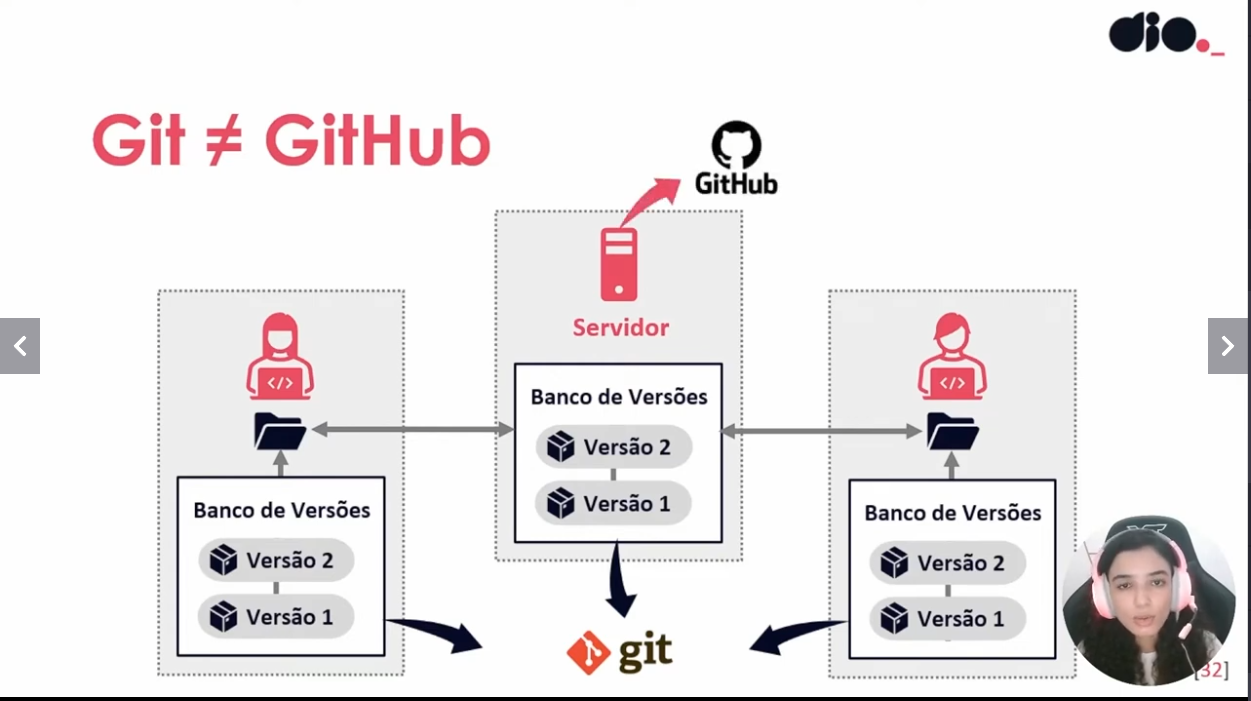 dio._
Git ≠ GitHub
GitHub
Servidor
</>
</>
Banco de Versões
Versão 2
Versão 1
Banco de Versões
Versão 2
Versão 1
Banco de Versões
Versão 2
Versão 1
git
[32]